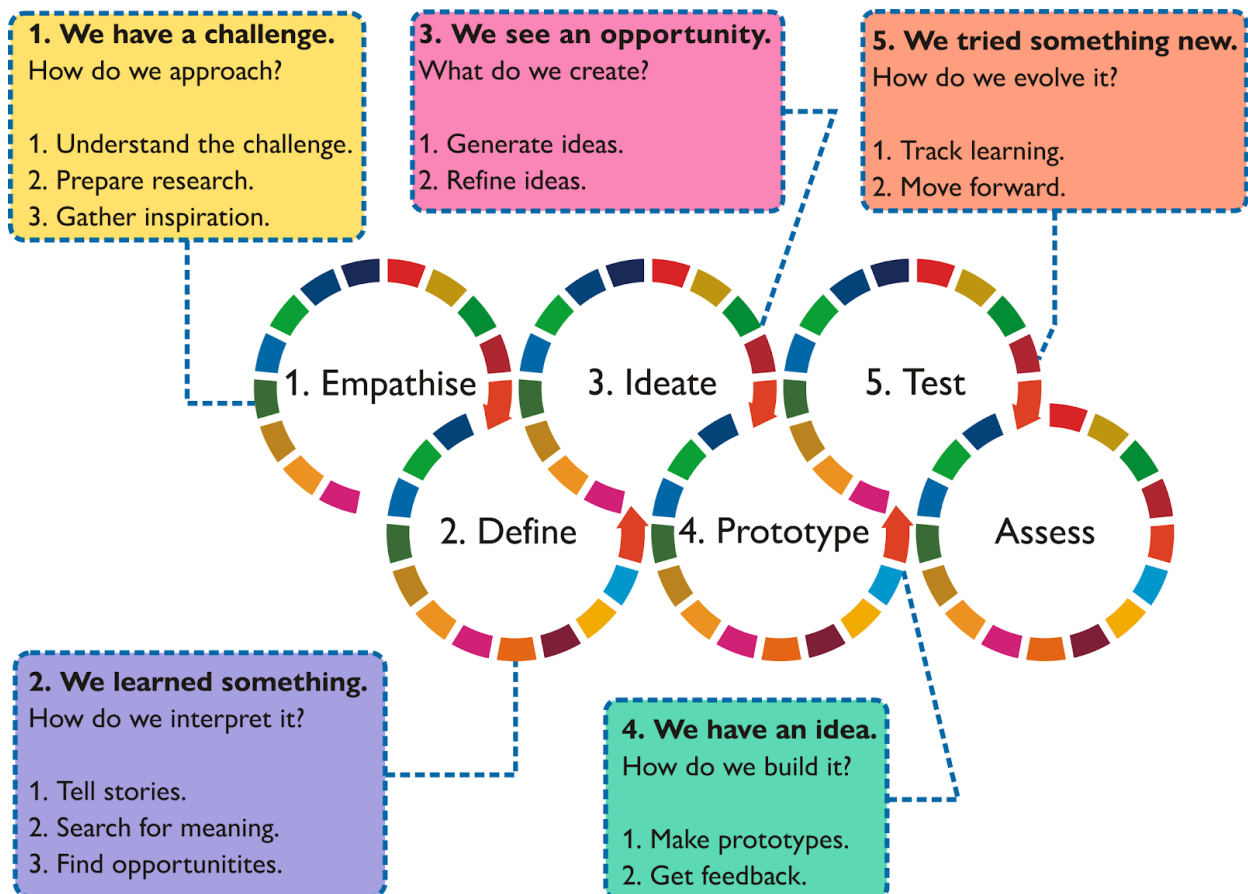 1. We have a challenge.
How do we approach?
1. Understand the challenge.
2. Prepare research.
3. Gather inspiration.
3. We see an opportunity.
What do we create?
1. Generate ideas.
2. Refine ideas.
5. We tried something new.
How do we evolve it?
1. Track learning.
2. Move forward.
1. Empathise
3. Ideate
5. Test
2. Define
4. Prototype
Assess
2. We learned something.
How do we interpret it?
1. Tell stories.
2. Search for meaning.
3. Find opportunitites.
4. We have an idea.
How do we build it?
1. Make prototypes.
2. Get feedback.